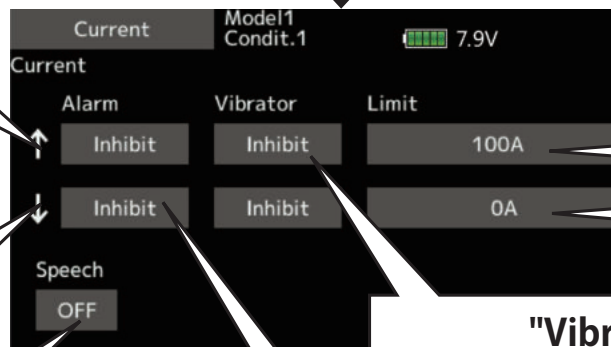 Current
Model1
Condit.1
7.9V
Current
Alarm Vibrator Limit
↑ Inhibit Inhibit 100A
↓ Inhibit Inhibit 0A
Speech
OFF
"Vibr